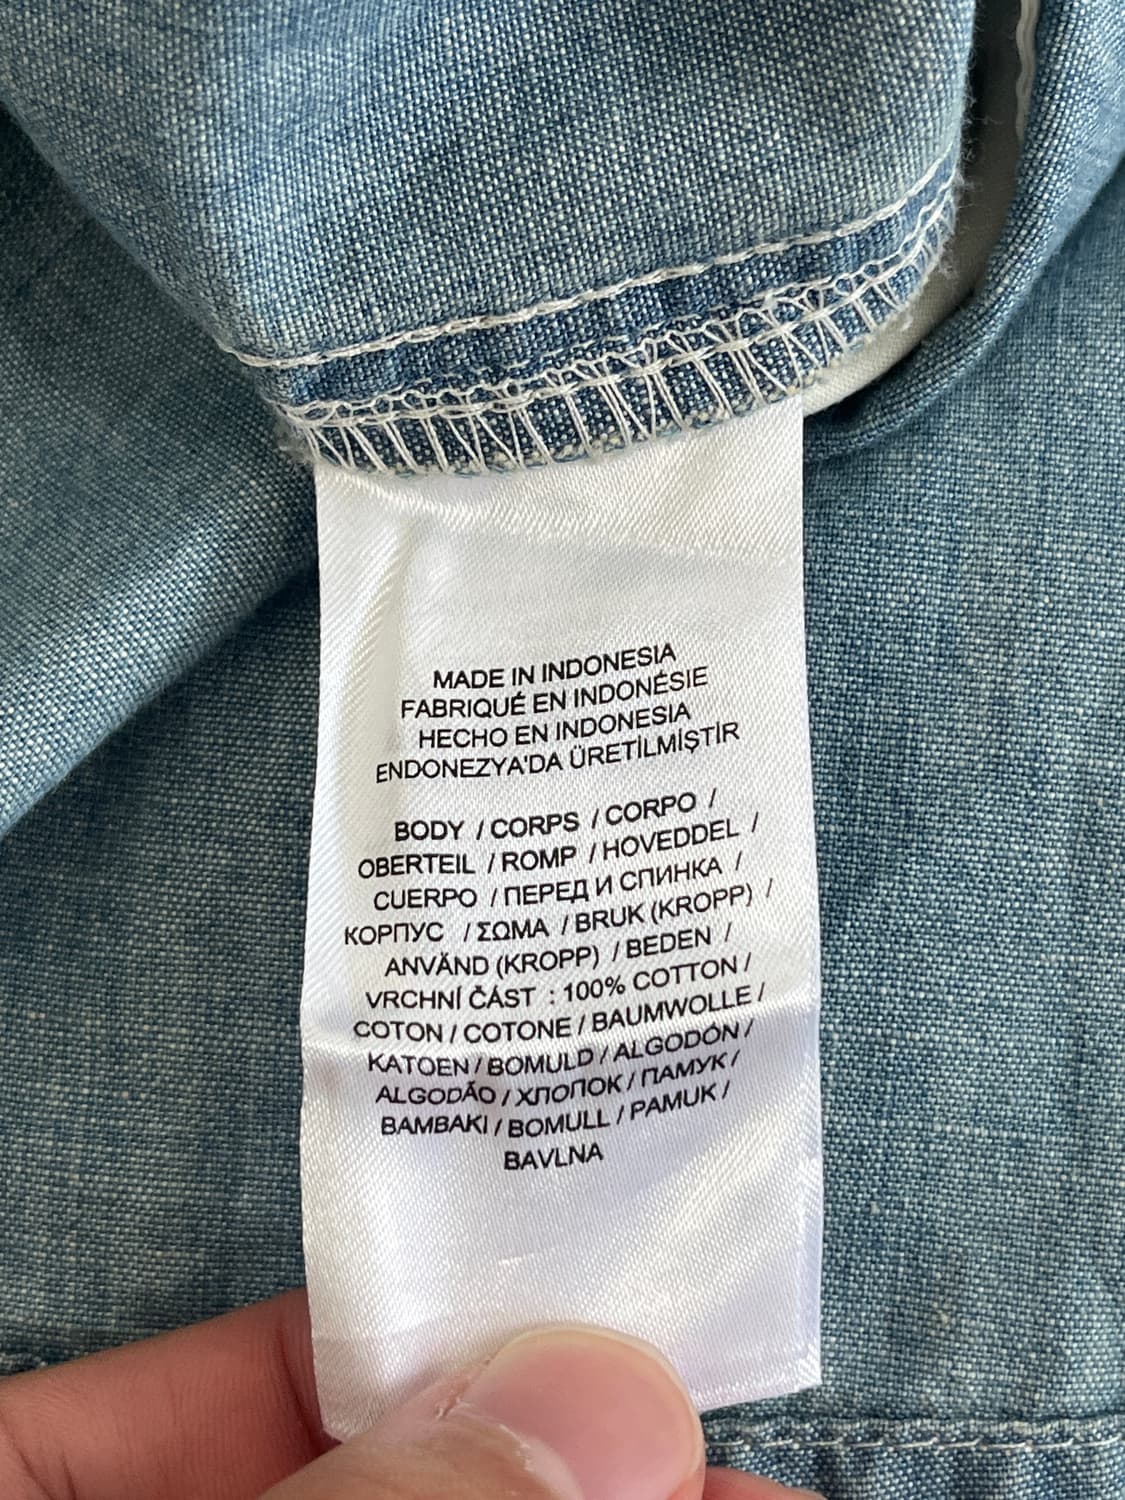 MADE IN INDONESIA
FABRIQUÉ EN INDONÉSIE
HECHO EN INDONESIA
ENDONEZYA'DA ÜRETİLMİŞTİR
BODY / CORPS / CORPO /
OBERTEIL / ROMP / HOVEDDEL /
CUERPO / ПЕРЕД И СПИНКА /
КОРПУС / ΣΩΜΑ / BRUK (KROPP) /
ANVÄND (KROPP) / BEDEN /
VRCHNÍ ČÁST : 100% COTTON /
COTON / COTONE / BAUMWOLLE /
KATOEN / BOMULD / ALGODÓN /
ALGODÃO / ХЛОПОК / ПАМУК /
ΒΑΜΒΑΚΙ / BOMULL / PAMUK /
BAVLNA